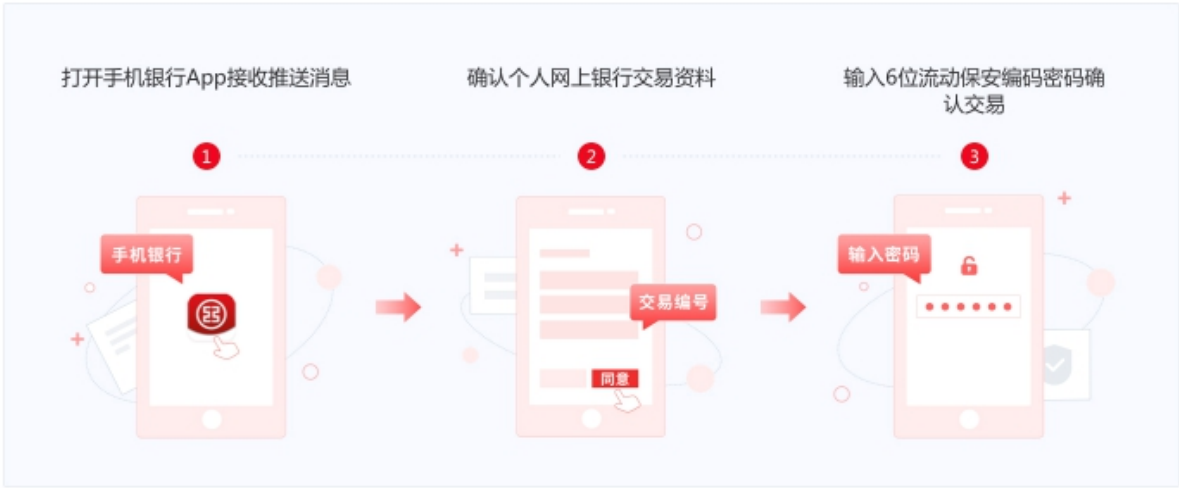 打开手机银行App接收推送消息
确认个人网上银行交易资料
输入6位流动保安编码密码确
认交易
1
2
3
手机银行
交易编号
同意
输入密码